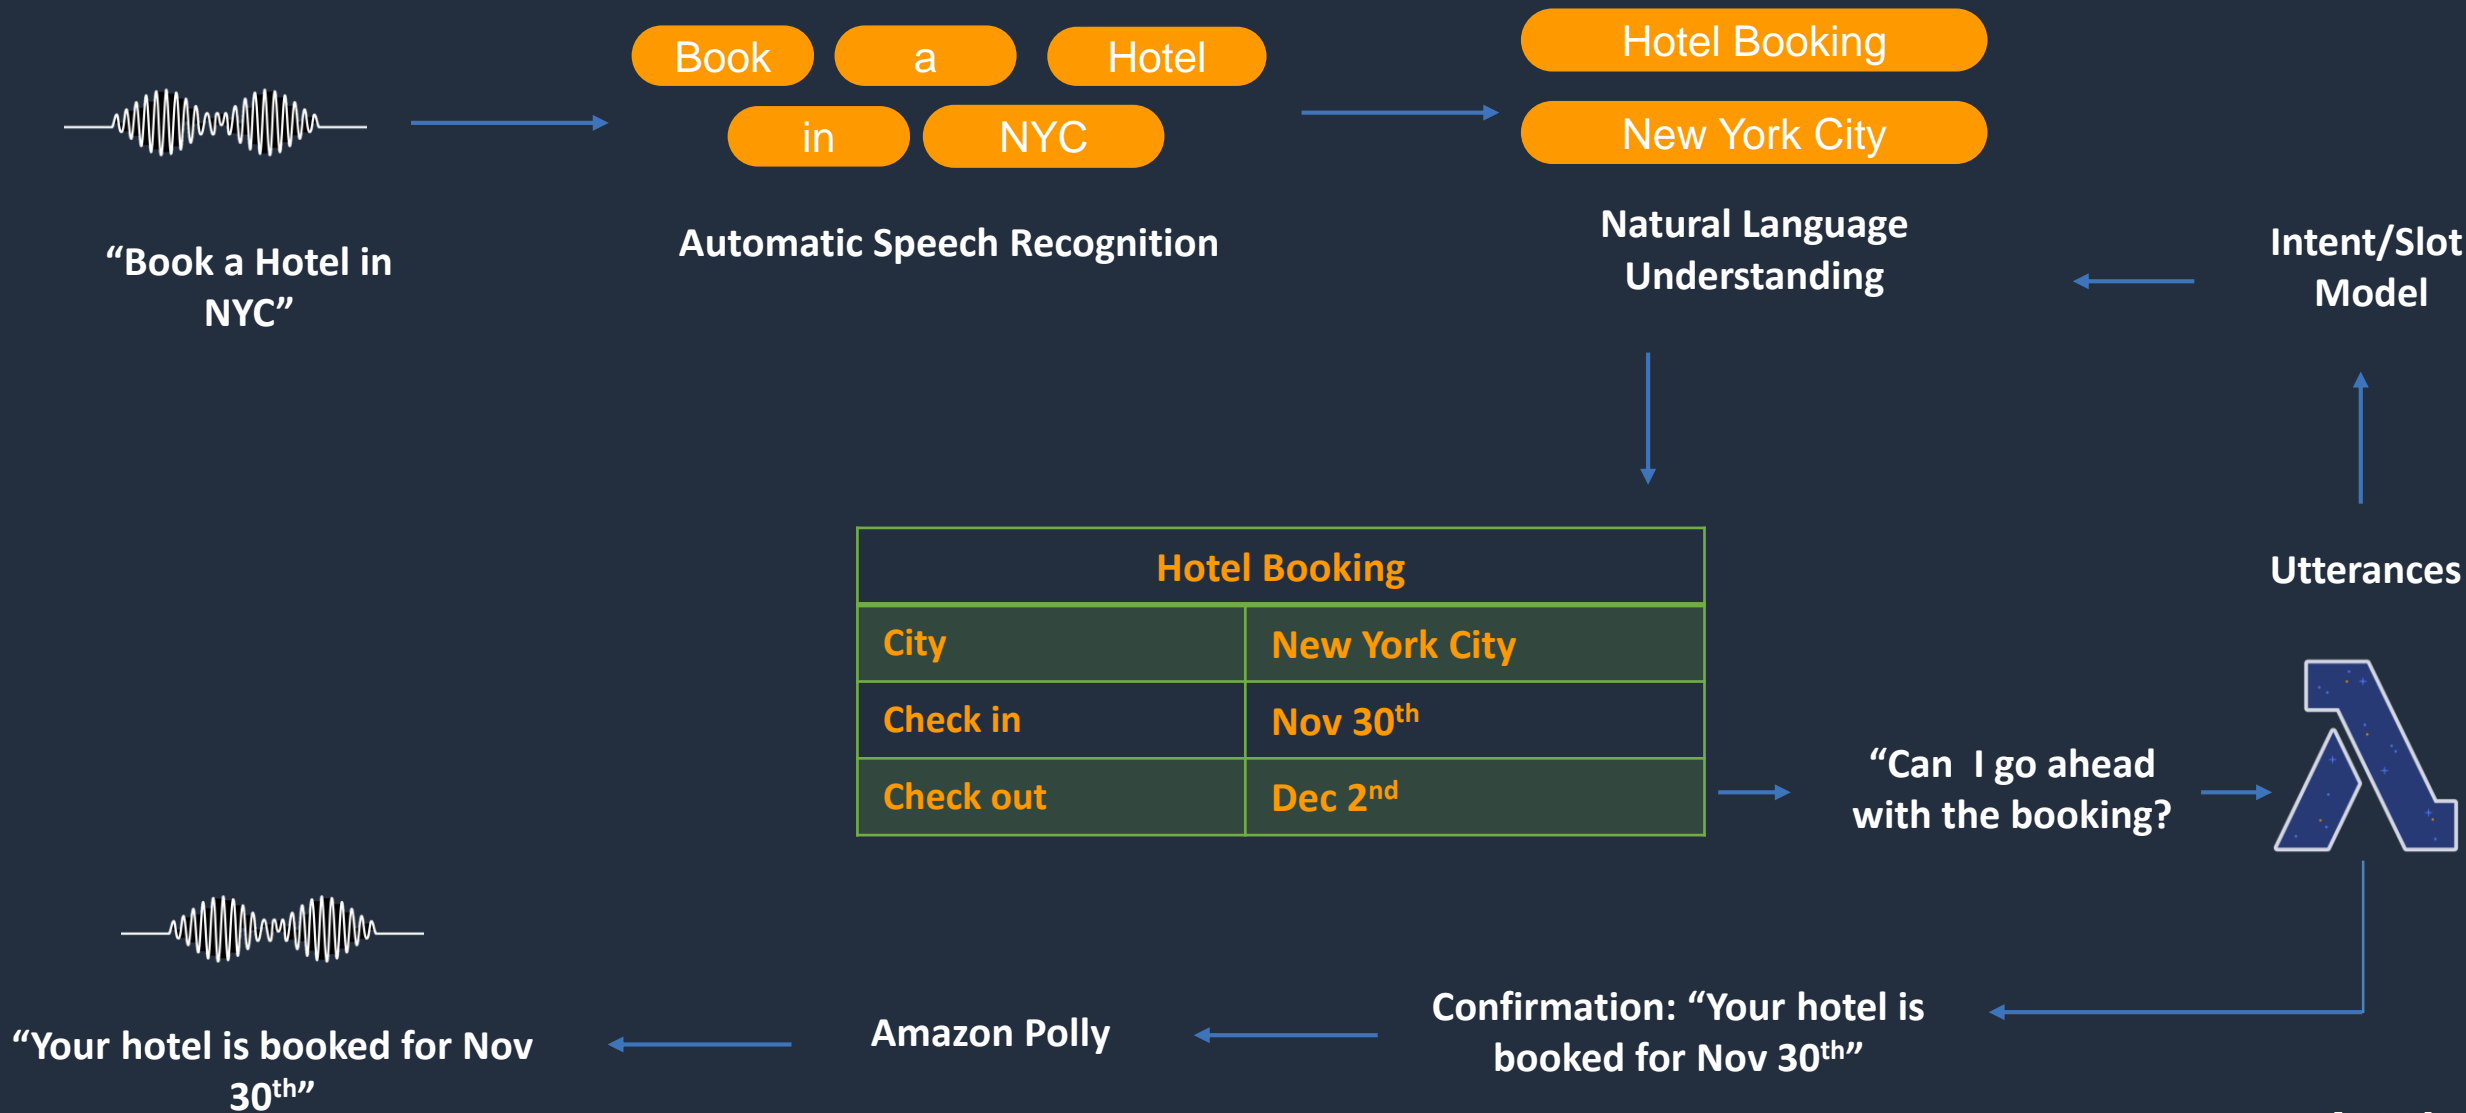 Book
a
Hotel
in
NYC
Hotel Booking
New York City
“Book a Hotel in
NYC”
Automatic Speech Recognition
Natural Language
Understanding
Intent/Slot
Model
Utterances
Hotel Booking
City
New York City
Check in
Nov 30th
Check out
Dec 2nd
“Can  I go ahead
with the booking?
Confirmation: “Your hotel is
booked for Nov 30th”
Amazon Polly
“Your hotel is booked for Nov
30th”